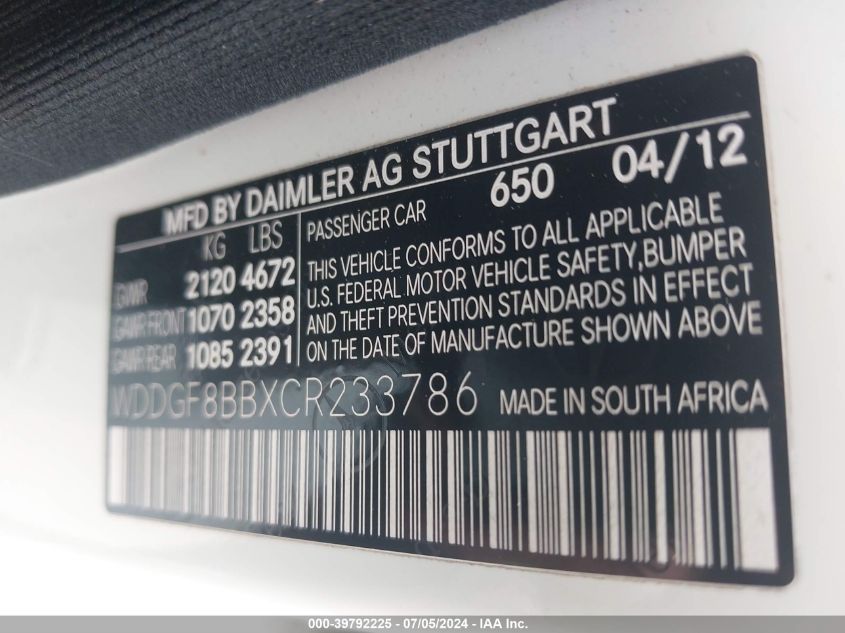 MFD BY DAIMLER AG STUTTGART
650 04/12
KG LBS
GVWR 2120 4672
GAWR FRONT 1070 2358
GAWR REAR 1085 2391
PASSENGER CAR
THIS VEHICLE CONFORMS TO ALL APPLICABLE
U.S. FEDERAL MOTOR VEHICLE SAFETY, BUMPER
AND THEFT PREVENTION STANDARDS IN EFFECT
ON THE DATE OF MANUFACTURE SHOWN ABOVE
WDDGF8BBXCR233786 MADE IN SOUTH AFRICA
000-39792225 - 07/05/2024 - IAA Inc.